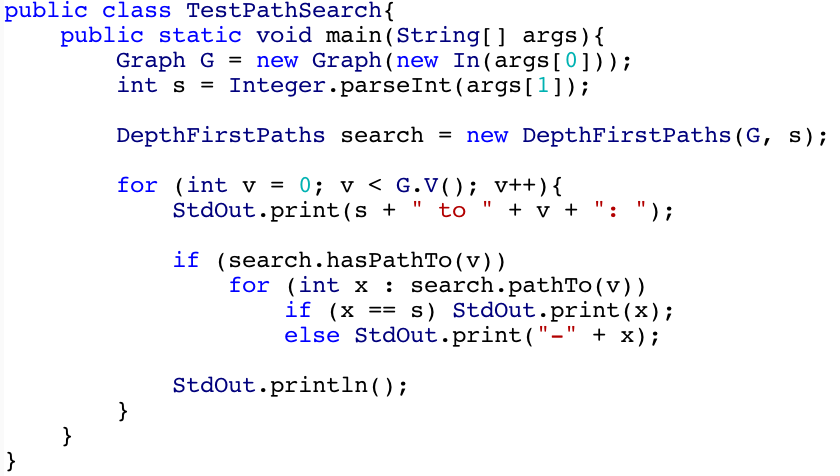 public class TestPathSearch{
    public static void main(String[] args){
        Graph G = new Graph(new In(args[0]));
        int s = Integer.parseInt(args[1]);

        DepthFirstPaths search = new DepthFirstPaths(G, s);

        for (int v = 0; v < G.V(); v++){
            StdOut.print(s + " to " + v + ": ");

            if (search.hasPathTo(v))
                for (int x : search.pathTo(v))
                    if (x == s) StdOut.print(x);
                    else StdOut.print("-" + x);

            StdOut.println();
        }
    }
}